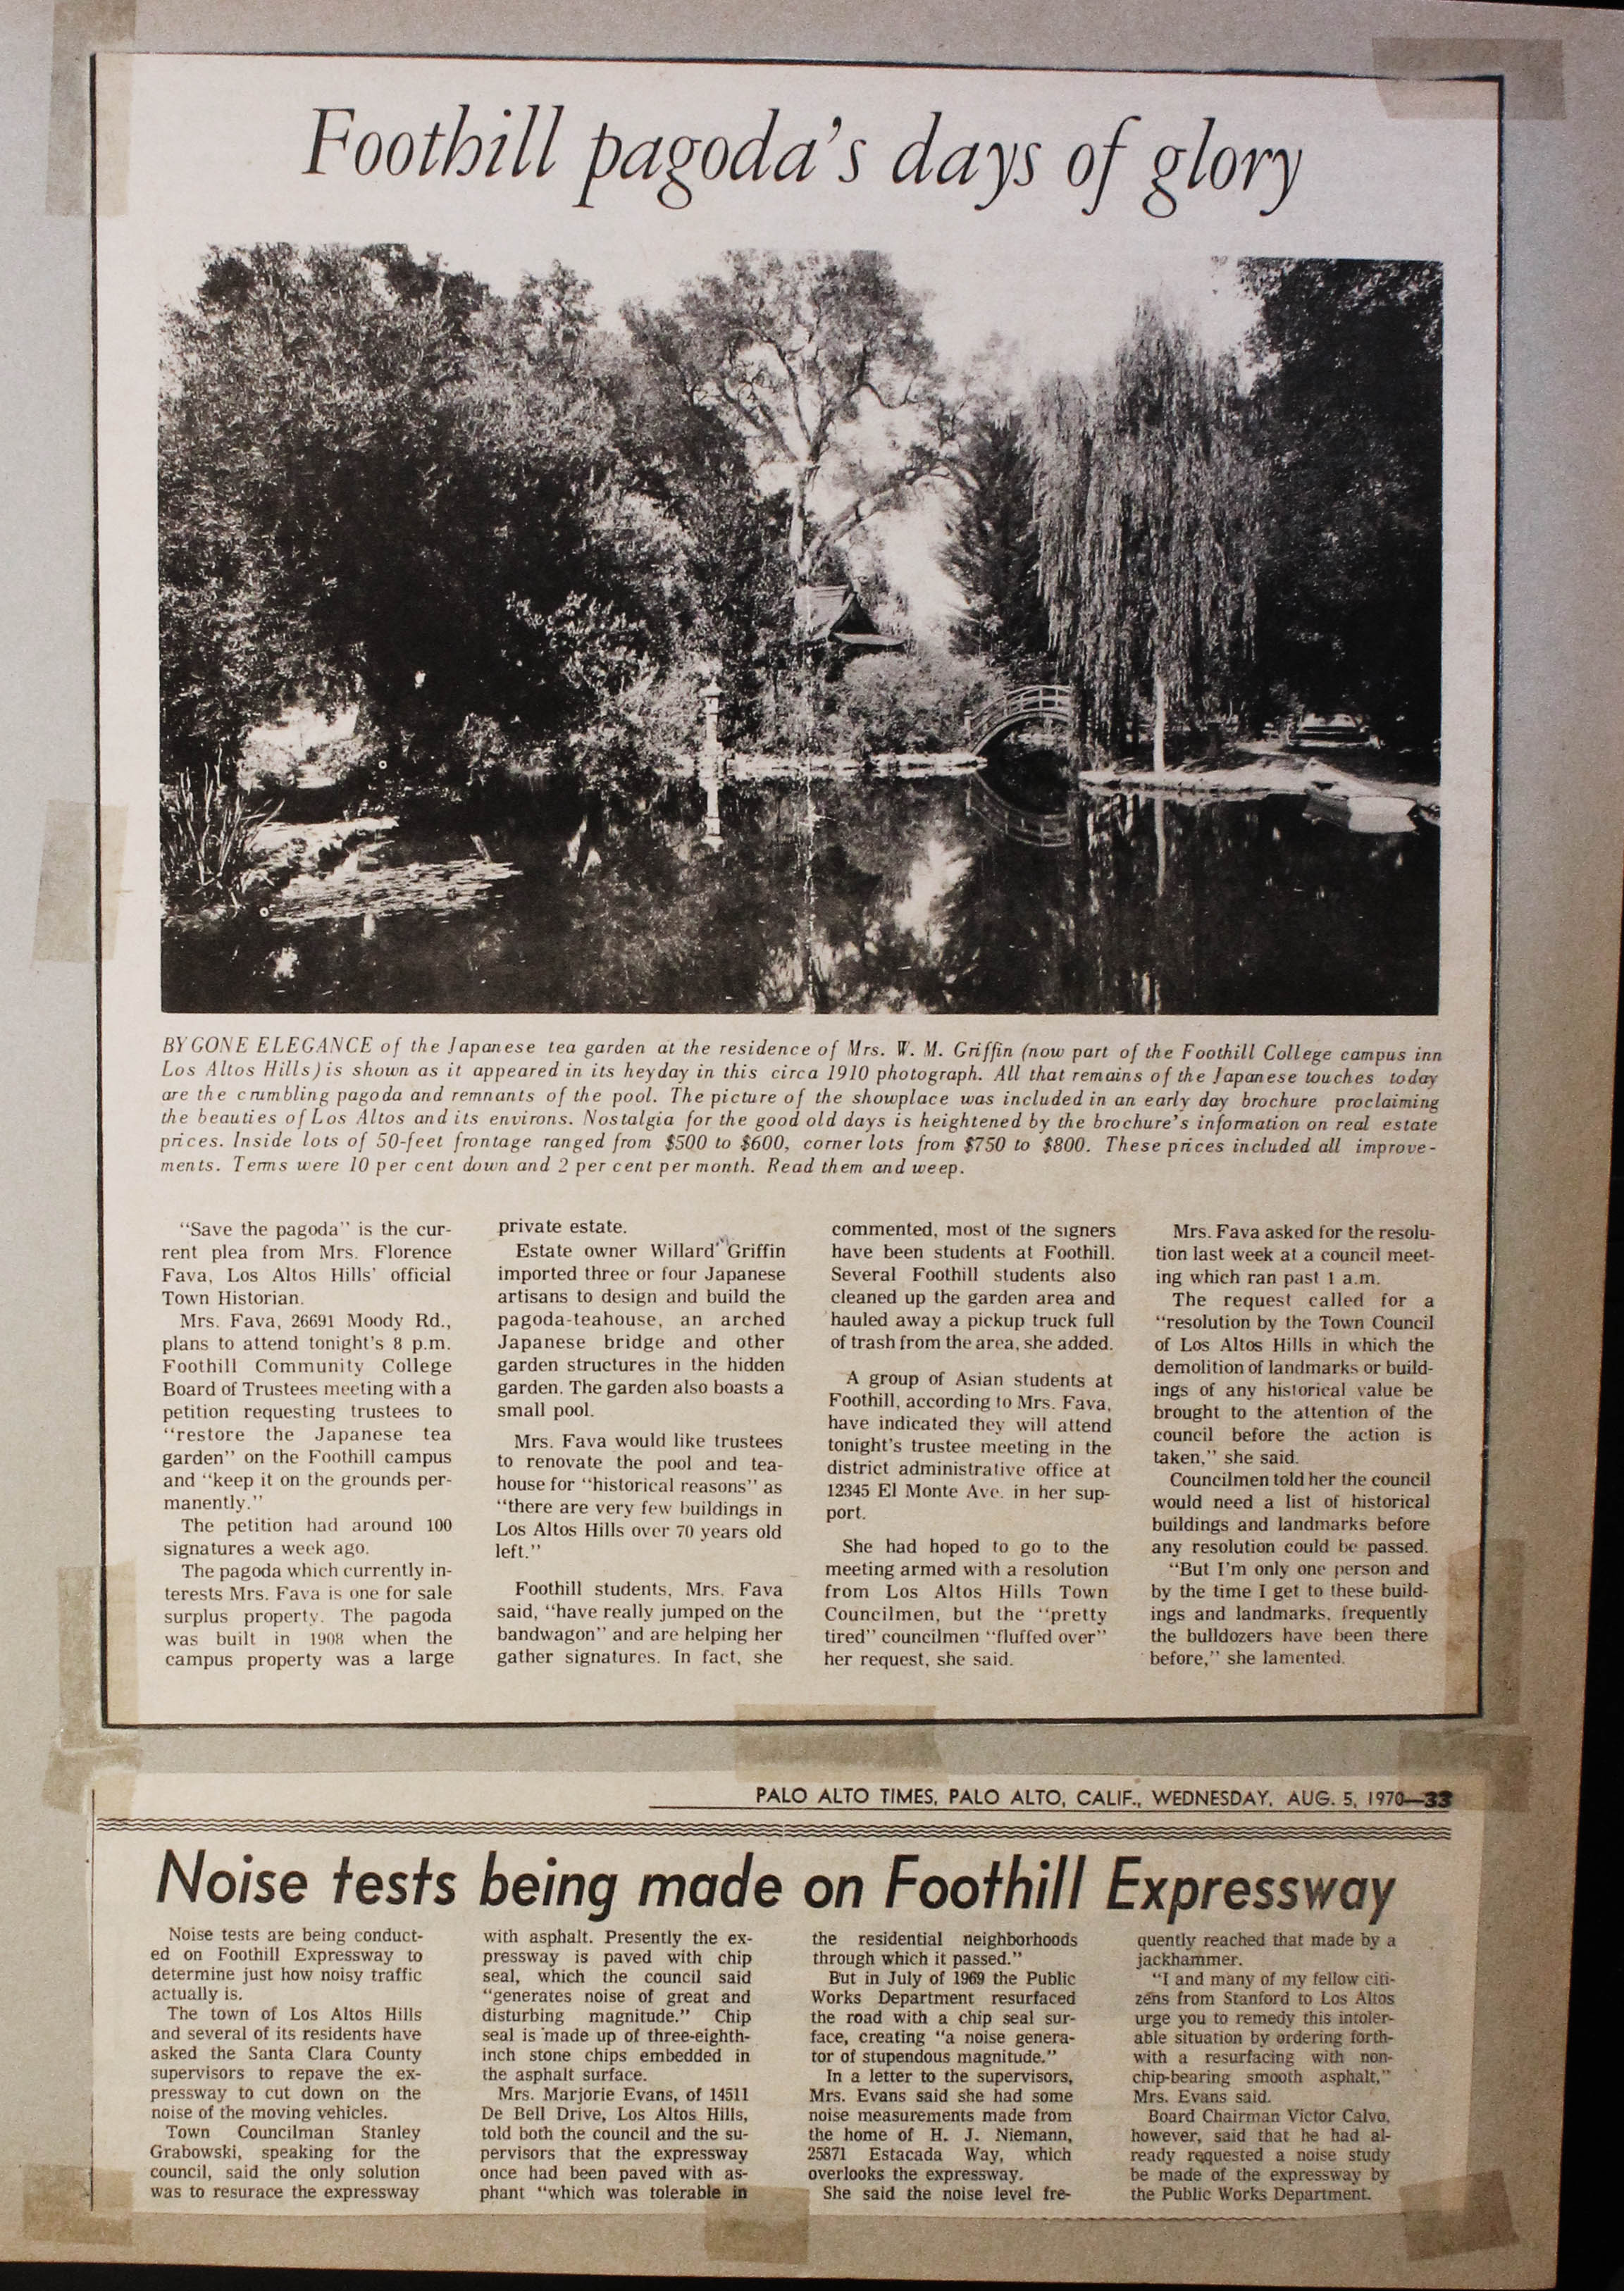 Foothill pagoda's days of glory
BYGONE ELEGANCE of the Japanese tea garden at the residence of Mrs. W. M. Griffin (now part of the Foothill College campus inn
Los Altos Hills) is shown as it appeared in its heyday in this circa 1910 photograph. All that remains of the Japanese touches today
are the crumbling pagoda and remnants of the pool. The picture of the showplace was included in an early day brochure proclaiming
the beauties of Los Altos and its environs. Nostalgia for the good old days is heightened by the brochure's information on real estate
prices. Inside lots of 50-feet frontage ranged from $500 to $600, corner lots from $750 to $800. These prices included all improve-
ments. Terms were 10 per cent down and 2 per cent per month. Read them and weep.
"Save the pagoda" is the cur-
rent plea from Mrs. Florence
Fava, Los Altos Hills' official
Town Historian.
Mrs. Fava, 26691 Moody Rd.,
plans to attend tonight's 8 p.m.
Foothill Community College
Board of Trustees meeting with a
petition requesting trustees to
"restore the Japanese tea
garden" on the Foothill campus
and "keep it on the grounds per-
manently."
The petition had around 100
signatures a week ago.
The pagoda which currently in-
terests Mrs. Fava is one for sale
surplus property. The pagoda
was built in 1908 when the
campus property was a large
private estate.
Estate owner Willard Griffin
imported three or four Japanese
artisans to design and build the
pagoda-teahouse, an arched
Japanese bridge and other
garden structures in the hidden
garden. The garden also boasts a
small pool.
Mrs. Fava would like trustees
to renovate the pool and tea-
house for "historical reasons" as
"there are very few buildings in
Los Altos Hills over 70 years old
left."
Foothill students, Mrs. Fava
said, "have really jumped on the
bandwagon" and are helping her
gather signatures. In fact, she
commented, most of the signers
have been students at Foothill.
Several Foothill students also
cleaned up the garden area and
hauled away a pickup truck full
of trash from the area, she added.
A group of Asian students at
Foothill, according to Mrs. Fava,
have indicated they will attend
tonight's trustee meeting in the
district administrative office at
12345 El Monte Ave. in her sup-
port.
She had hoped to go to the
meeting armed with a resolution
from Los Altos Hills Town
Councilmen, but the "pretty
tired" councilmen "fluffed over"
her request, she said.
Mrs. Fava asked for the resolu-
tion last week at a council meet-
ing which ran past 1 a.m.
The request called for a
"resolution by the Town Council
of Los Altos Hills in which the
demolition of landmarks or build-
ings of any historical value be
brought to the attention of the
council before the action is
taken," she said.
Councilmen told her the council
would need a list of historical
buildings and landmarks before
any resolution could be passed.
"But I'm only one person and
by the time I get to these build-
ings and landmarks, frequently
the bulldozers have been there
before," she lamented.
PALO ALTO TIMES, PALO ALTO, CALIF., WEDNESDAY, AUG. 5, 1970—33
Noise tests being made on Foothill Expressway
Noise tests are being conduct-
ed on Foothill Expressway to
determine just how noisy traffic
actually is.
The town of Los Altos Hills
and several of its residents have
asked the Santa Clara County
supervisors to repave the ex-
pressway to cut down on the
noise of the moving vehicles.
Town Councilman Stanley
Grabowski, speaking for the
council, said the only solution
was to resurace the expressway
with asphalt. Presently the ex-
pressway is paved with chip
seal, which the council said
"generates noise of great and
disturbing magnitude." Chip
seal is made up of three-eighth-
inch stone chips embedded in
the asphalt surface.
Mrs. Marjorie Evans, of 14511
De Bell Drive, Los Altos Hills,
told both the council and the su-
pervisors that the expressway
once had been paved with as-
phant "which was tolerable in
the residential neighborhoods
through which it passed."
But in July of 1969 the Public
Works Department resurfaced
the road with a chip seal sur-
face, creating "a noise genera-
tor of stupendous magnitude."
In a letter to the supervisors,
Mrs. Evans said she had some
noise measurements made from
the home of H. J. Niemann,
25871 Estacada Way, which
overlooks the expressway.
She said the noise level fre-
quently reached that made by a
jackhammer.
"I and many of my fellow citi-
zens from Stanford to Los Altos
urge you to remedy this intoler-
able situation by ordering forth-
with a resurfacing with non-
chip-bearing smooth asphalt,"
Mrs. Evans said.
Board Chairman Victor Calvo,
however, said that he had al-
ready requested a noise study
be made of the expressway by
the Public Works Department.